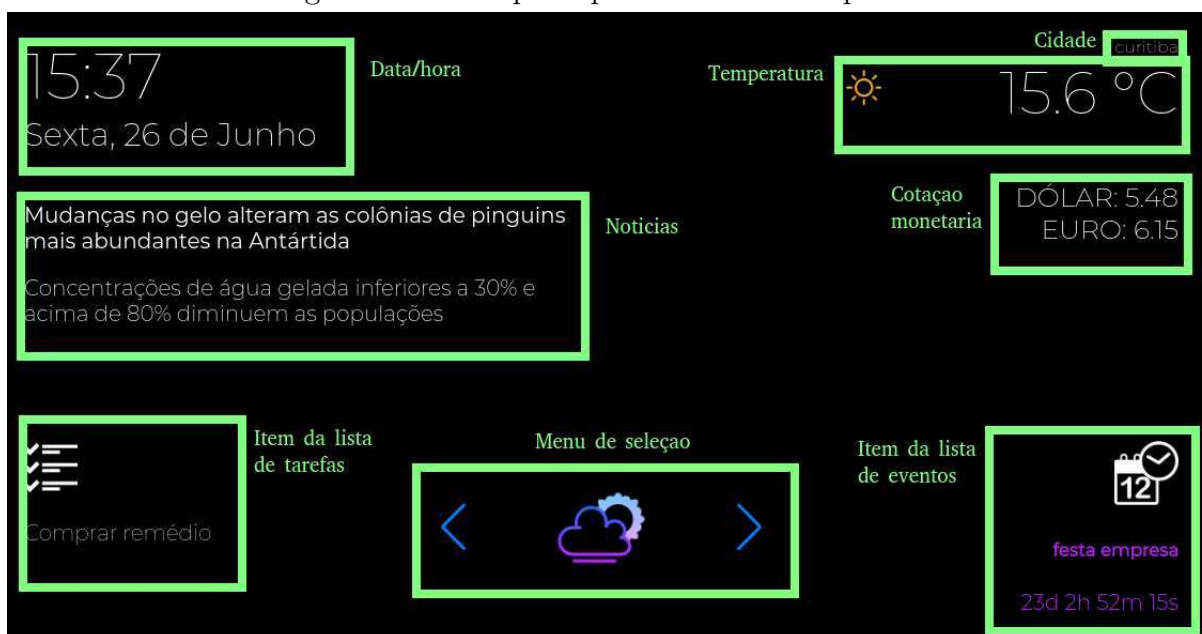 Cidade
curitiba
15:37
Data/hora
Temperatura
15.6 °C
Sexta, 26 de Junho
Cotaçao
monetaria
DÓLAR: 5.48
EURO: 6.15
Mudanças no gelo alteram as colônias de pinguins
mais abundantes na Antártida
Noticias
Concentrações de água gelada inferiores a 30% e
acima de 80% diminuem as populações
Item da lista
de tarefas
Comprar remédio
Menu de seleçao
Item da lista
de eventos
12
festa empresa
23d 2h 52m 15s